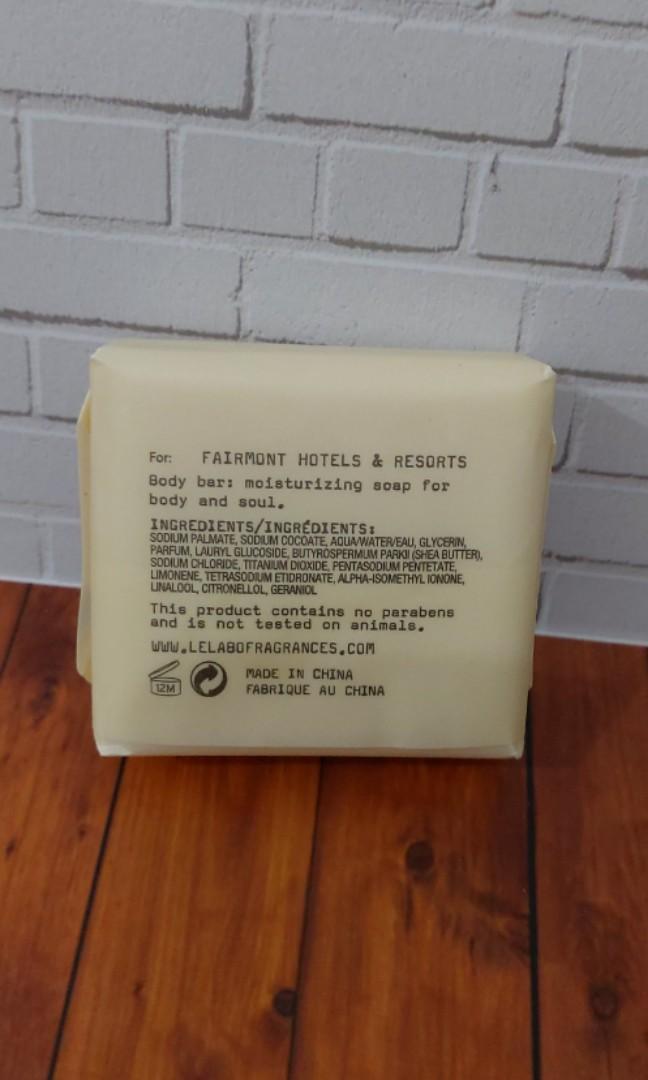 For: FAIRMONT HOTELS & RESORTS
Body bar: moisturizing soap for
body and soul.
INGREDIENTS/INGRÉDIENTS:
SODIUM PALMATE, SODIUM COCOATE, AQUA/WATER/EAU, GLYCERIN,
PARFUM, LAURYL GLUCOSIDE, BUTYROSPERMUM PARKII (SHEA BUTTER),
SODIUM CHLORIDE, TITANIUM DIOXIDE, PENTASODIUM PENTETATE,
LIMONENE, TETRASODIUM ETIDRONATE, ALPHA-ISOMETHYL IONONE,
LINALOOL, CITRONELLOL, GERANIOL
This product contains no parabens
and is not tested on animals.
WWW.LELABOFRAGRANCES.COM
12M
MADE IN CHINA
FABRIQUE AU CHINA